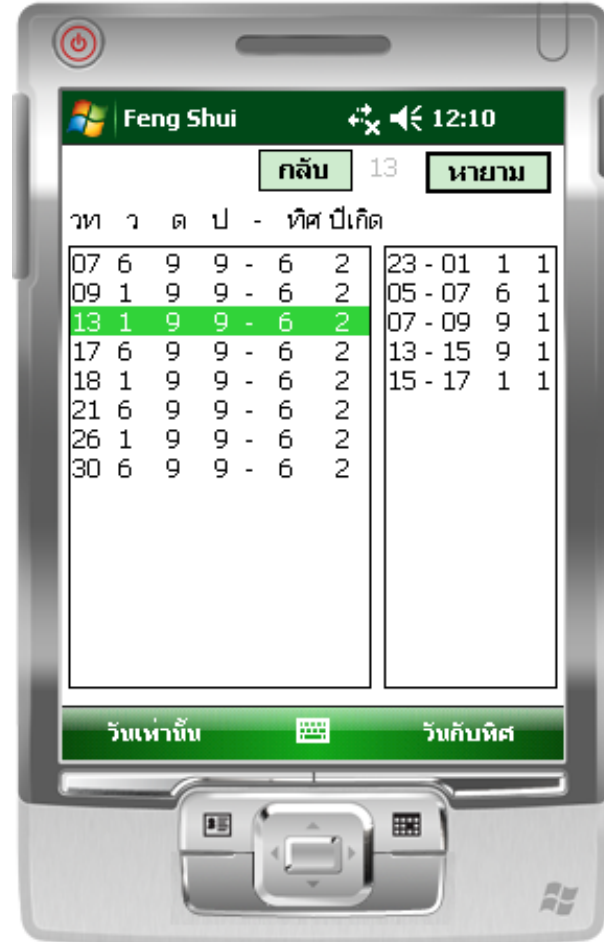 Feng Shui 12:10
กลับ 13 หายาม
วท ว ด ป - ทิศ ปีเกิด
07 6 9 9 - 6 2
09 1 9 9 - 6 2
13 1 9 9 - 6 2
17 6 9 9 - 6 2
18 1 9 9 - 6 2
21 6 9 9 - 6 2
26 1 9 9 - 6 2
30 6 9 9 - 6 2
23 - 01 1 1
05 - 07 6 1
07 - 09 9 1
13 - 15 9 1
15 - 17 1 1
วันเท่านั้น วันกับทิศ